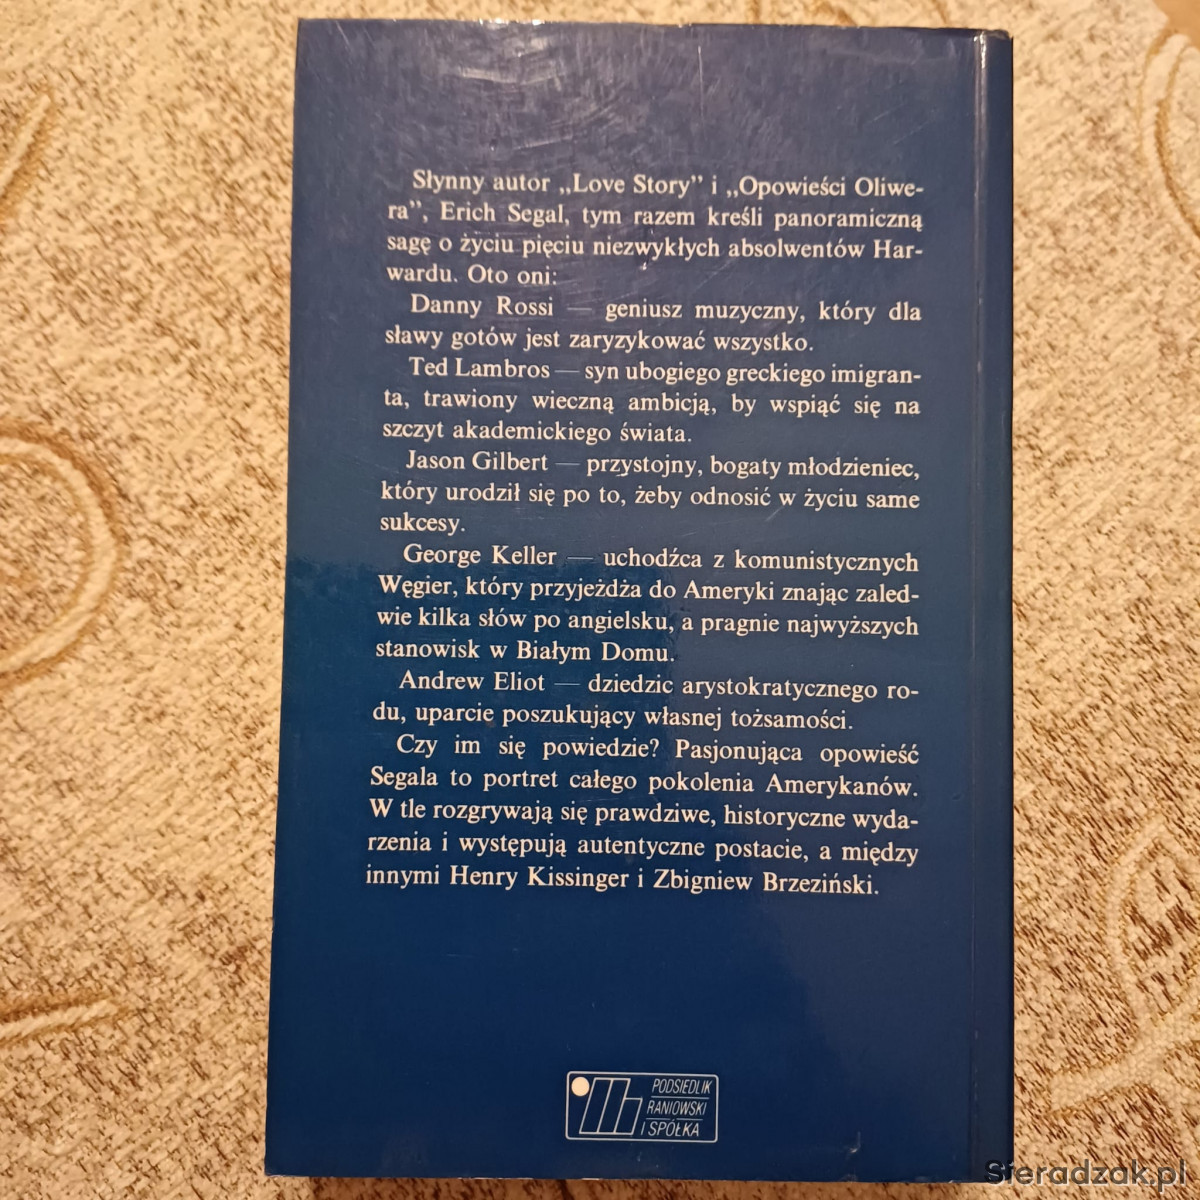 Słynny autor „Love Story" i „Opowieści Oliwe-
ra", Erich Segal, tym razem kreśli panoramiczną
sagę o życiu pięciu niezwykłych absolwentów Har-
wardu. Oto oni:
Danny Rossi — geniusz muzyczny, który dla
sławy gotów jest zaryzykować wszystko.
Ted Lambros — syn ubogiego greckiego imigran-
ta, trawiony wieczną ambicją, by wspiąć się na
szczyt akademickiego świata.
Jason Gilbert — przystojny, bogaty młodzieniec,
który urodził się po to, żeby odnosić w życiu same
sukcesy.
George Keller — uchodźca z komunistycznych
Węgier, który przyjeżdża do Ameryki znając zaled-
wie kilka słów po angielsku, a pragnie najwyższych
stanowisk w Białym Domu.
Andrew Eliot — dziedzic arystokratycznego ro-
du, uparcie poszukujący własnej tożsamości.
Czy im się powiedzie? Pasjonująca opowieść
Segala to portret całego pokolenia Amerykanów.
W tle rozgrywają się prawdziwe, historyczne wyda-
rzenia i występują autentyczne postacie, a między
innymi Henry Kissinger i Zbigniew Brzeziński.
PODSIEDLIK
RANIOWSKI
I SPÓŁKA
Sferadzak.pl